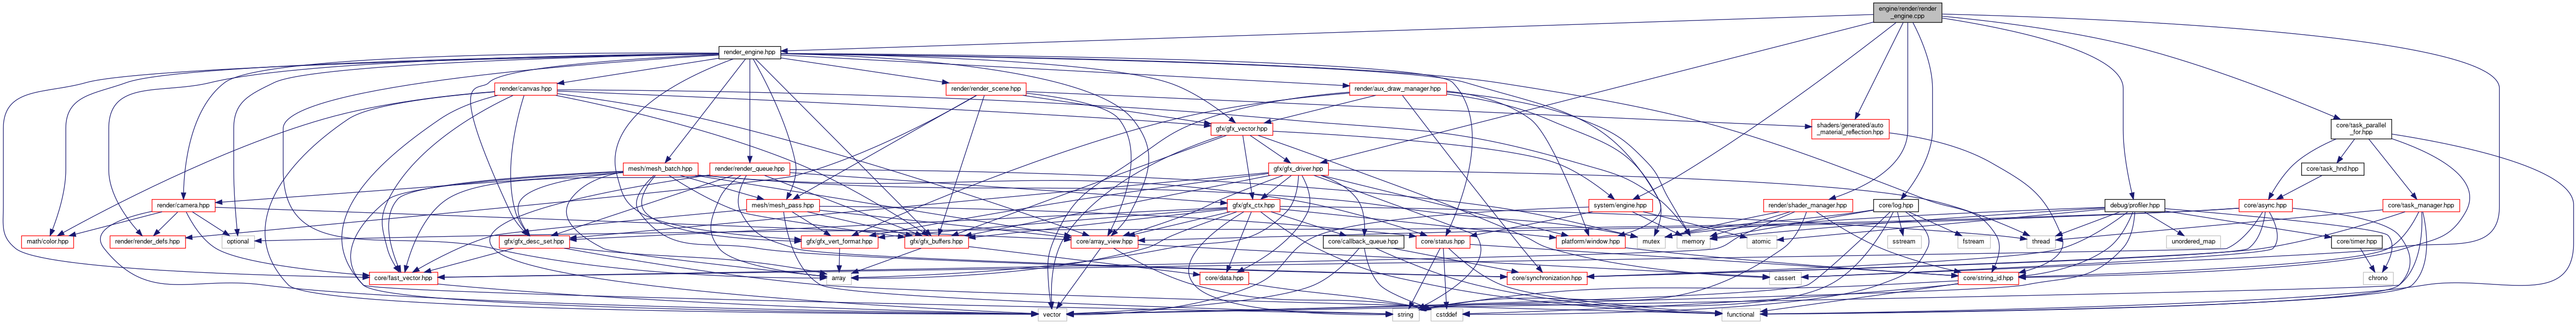 engine/render/render
_engine.cpp
render_engine.hpp
render/canvas.hpp
render/render_scene.hpp
render/aux_draw_manager.hpp
gfx/gfx_vector.hpp
shaders/generated/auto
_material_reflection.hpp
core/task_parallel
_for.hpp
mesh/mesh_batch.hpp
render/render_queue.hpp
gfx/gfx_driver.hpp
core/task_hnd.hpp
render/camera.hpp
mesh/mesh_pass.hpp
gfx/gfx_ctx.hpp
system/engine.hpp
render/shader_manager.hpp
core/log.hpp
debug/profiler.hpp
core/async.hpp
core/task_manager.hpp
math/color.hpp
render/render_defs.hpp
optional
gfx/gfx_desc_set.hpp
gfx/gfx_vert_format.hpp
gfx/gfx_buffers.hpp
core/array_view.hpp
core/callback_queue.hpp
core/status.hpp
platform/window.hpp
mutex
memory
atomic
sstream
fstream
thread
unordered_map
core/timer.hpp
core/fast_vector.hpp
array
core/data.hpp
core/synchronization.hpp
cassert
core/string_id.hpp
chrono
vector
string
cstddef
functional